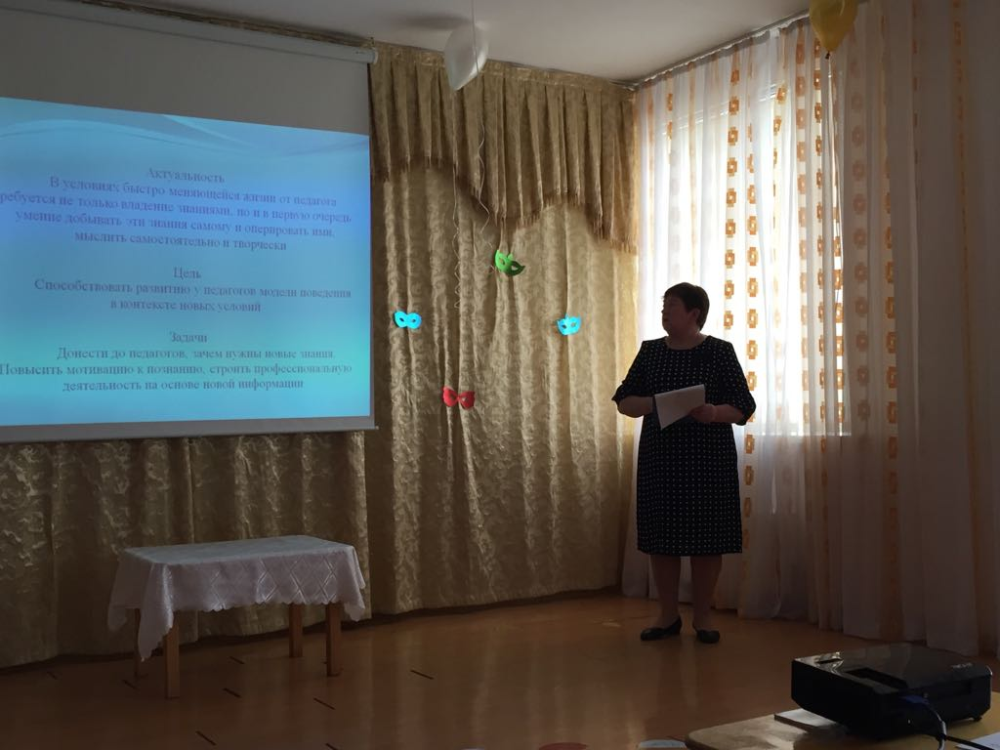 Актуальность
В условиях быстро меняющейся жизни от педагога
ребуется не только владение знаниями, но и в первую очередь
умение добывать эти знания самому и оперировать ими,
мыслить самостоятельно и творчески
Цель
Способствовать развитию у педагогов модели поведения
в контексте новых условий
Задачи
Донести до педагогов, зачем нужны новые знания.
Повысить мотивацию к познанию, строить профессиональную
деятельность на основе новой информации